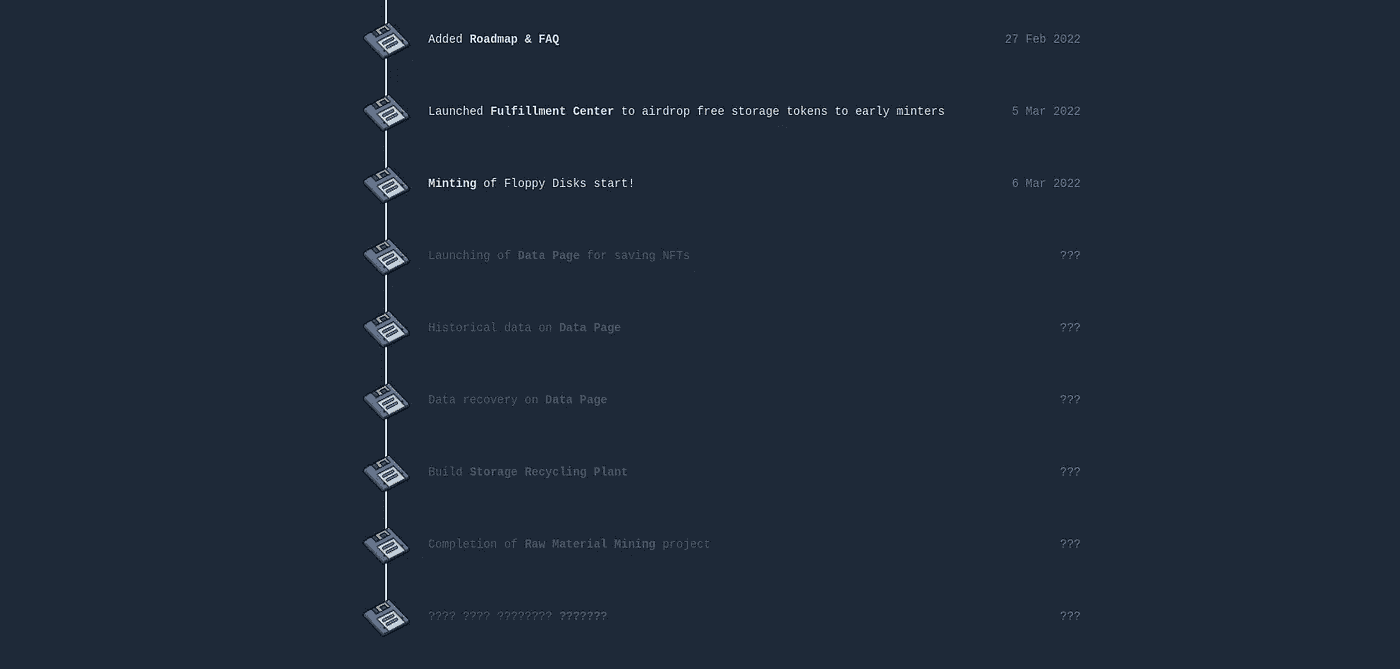 Added Roadmap & FAQ 27 Feb 2022
Launched Fulfillment Center to airdrop free storage tokens to early minters 5 Mar 2022
Minting of Floppy Disks start! 6 Mar 2022
Launching of Data Page for saving NFTs ???
Historical data on Data Page ???
Data recovery on Data Page ???
Build Storage Recycling Plant ???
Completion of Raw Material Mining project ???
???? ???? ???????? ??????? ???